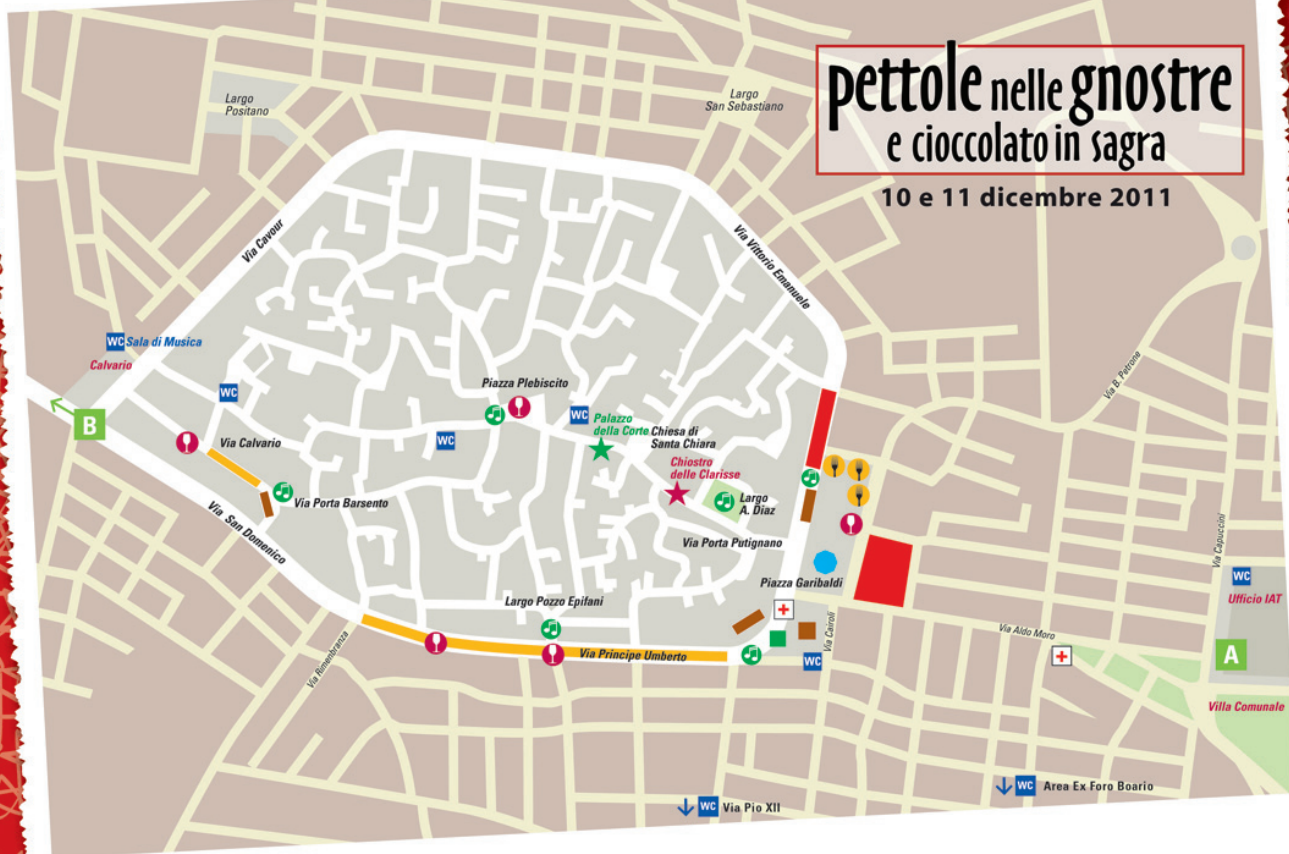 pettole nelle gnostre
e cioccolato in sagra
10 e 11 dicembre 2011
Largo
Positano
Largo
San Sebastiano
Via Cavour
Via Vittorio Emanuele
WC Sala di Musica
Calvario
B
WC
Via B. Petrone
Piazza Plebiscito
WC
Palazzo
della Corte
Chiesa di
Santa Chiara
Via Calvario
WC
Chiostro
delle Clarisse
Largo
A. Diaz
Via Porta Barsento
Via San Domenico
Via Porta Putignano
Via Capuccini
Piazza Garibaldi
WC
Ufficio IAT
Largo Pozzo Epifani
Via Cairoli
Via Aldo Moro
Via Rimenbranza
Via Principe Umberto
WC
A
Villa Comunale
WC Area Ex Foro Boario
WC Via Pio XII